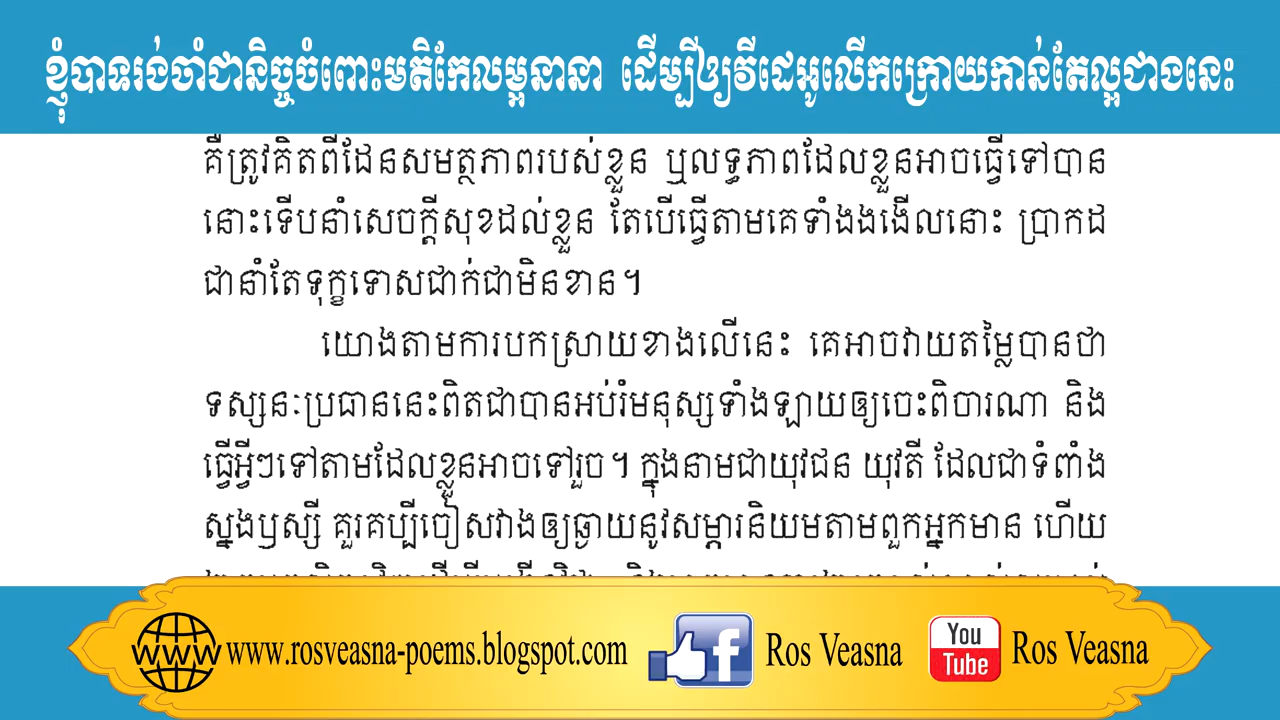 ខ្ញុំបាទរង់ចាំជានិច្ចចំពោះមតិកែលម្អនានា ដើម្បីឲ្យវីដេអូលើកក្រោយកាន់តែល្អជាងនេះ
គឺត្រូវគិតពីដែនសមត្ថភាពរបស់ខ្លួន ឬលទ្ធភាពដែលខ្លួនអាចធ្វើទៅបាន
នោះទើបនាំសេចក្តីសុខដល់ខ្លួន តែបើធ្វើតាមគេទាំងងងើលនោះ ប្រាកដ
ជានាំតែទុក្ខទោសដាក់ជាមិនខាន។
យោងតាមការបកស្រាយខាងលើនេះ គេអាចវាយតម្លៃបានថា
ទស្សនៈប្រធាននេះពិតជាបានអប់រំមនុស្សទាំងឡាយឲ្យចេះពិចារណា និង
ធ្វើអ្វីៗទៅតាមដែលខ្លួនអាចទៅរួច។ ក្នុងនាមជាយុវជន យុវតី ដែលជាទំពាំង
ស្នងឫស្សី គួរគប្បីចៀសវាងឲ្យឆ្ងាយនូវសម្ភារនិយមតាមពួកអ្នកមាន ហើយ
www.rosveasna-poems.blogspot.com
f Ros Veasna
You Tube Ros Veasna